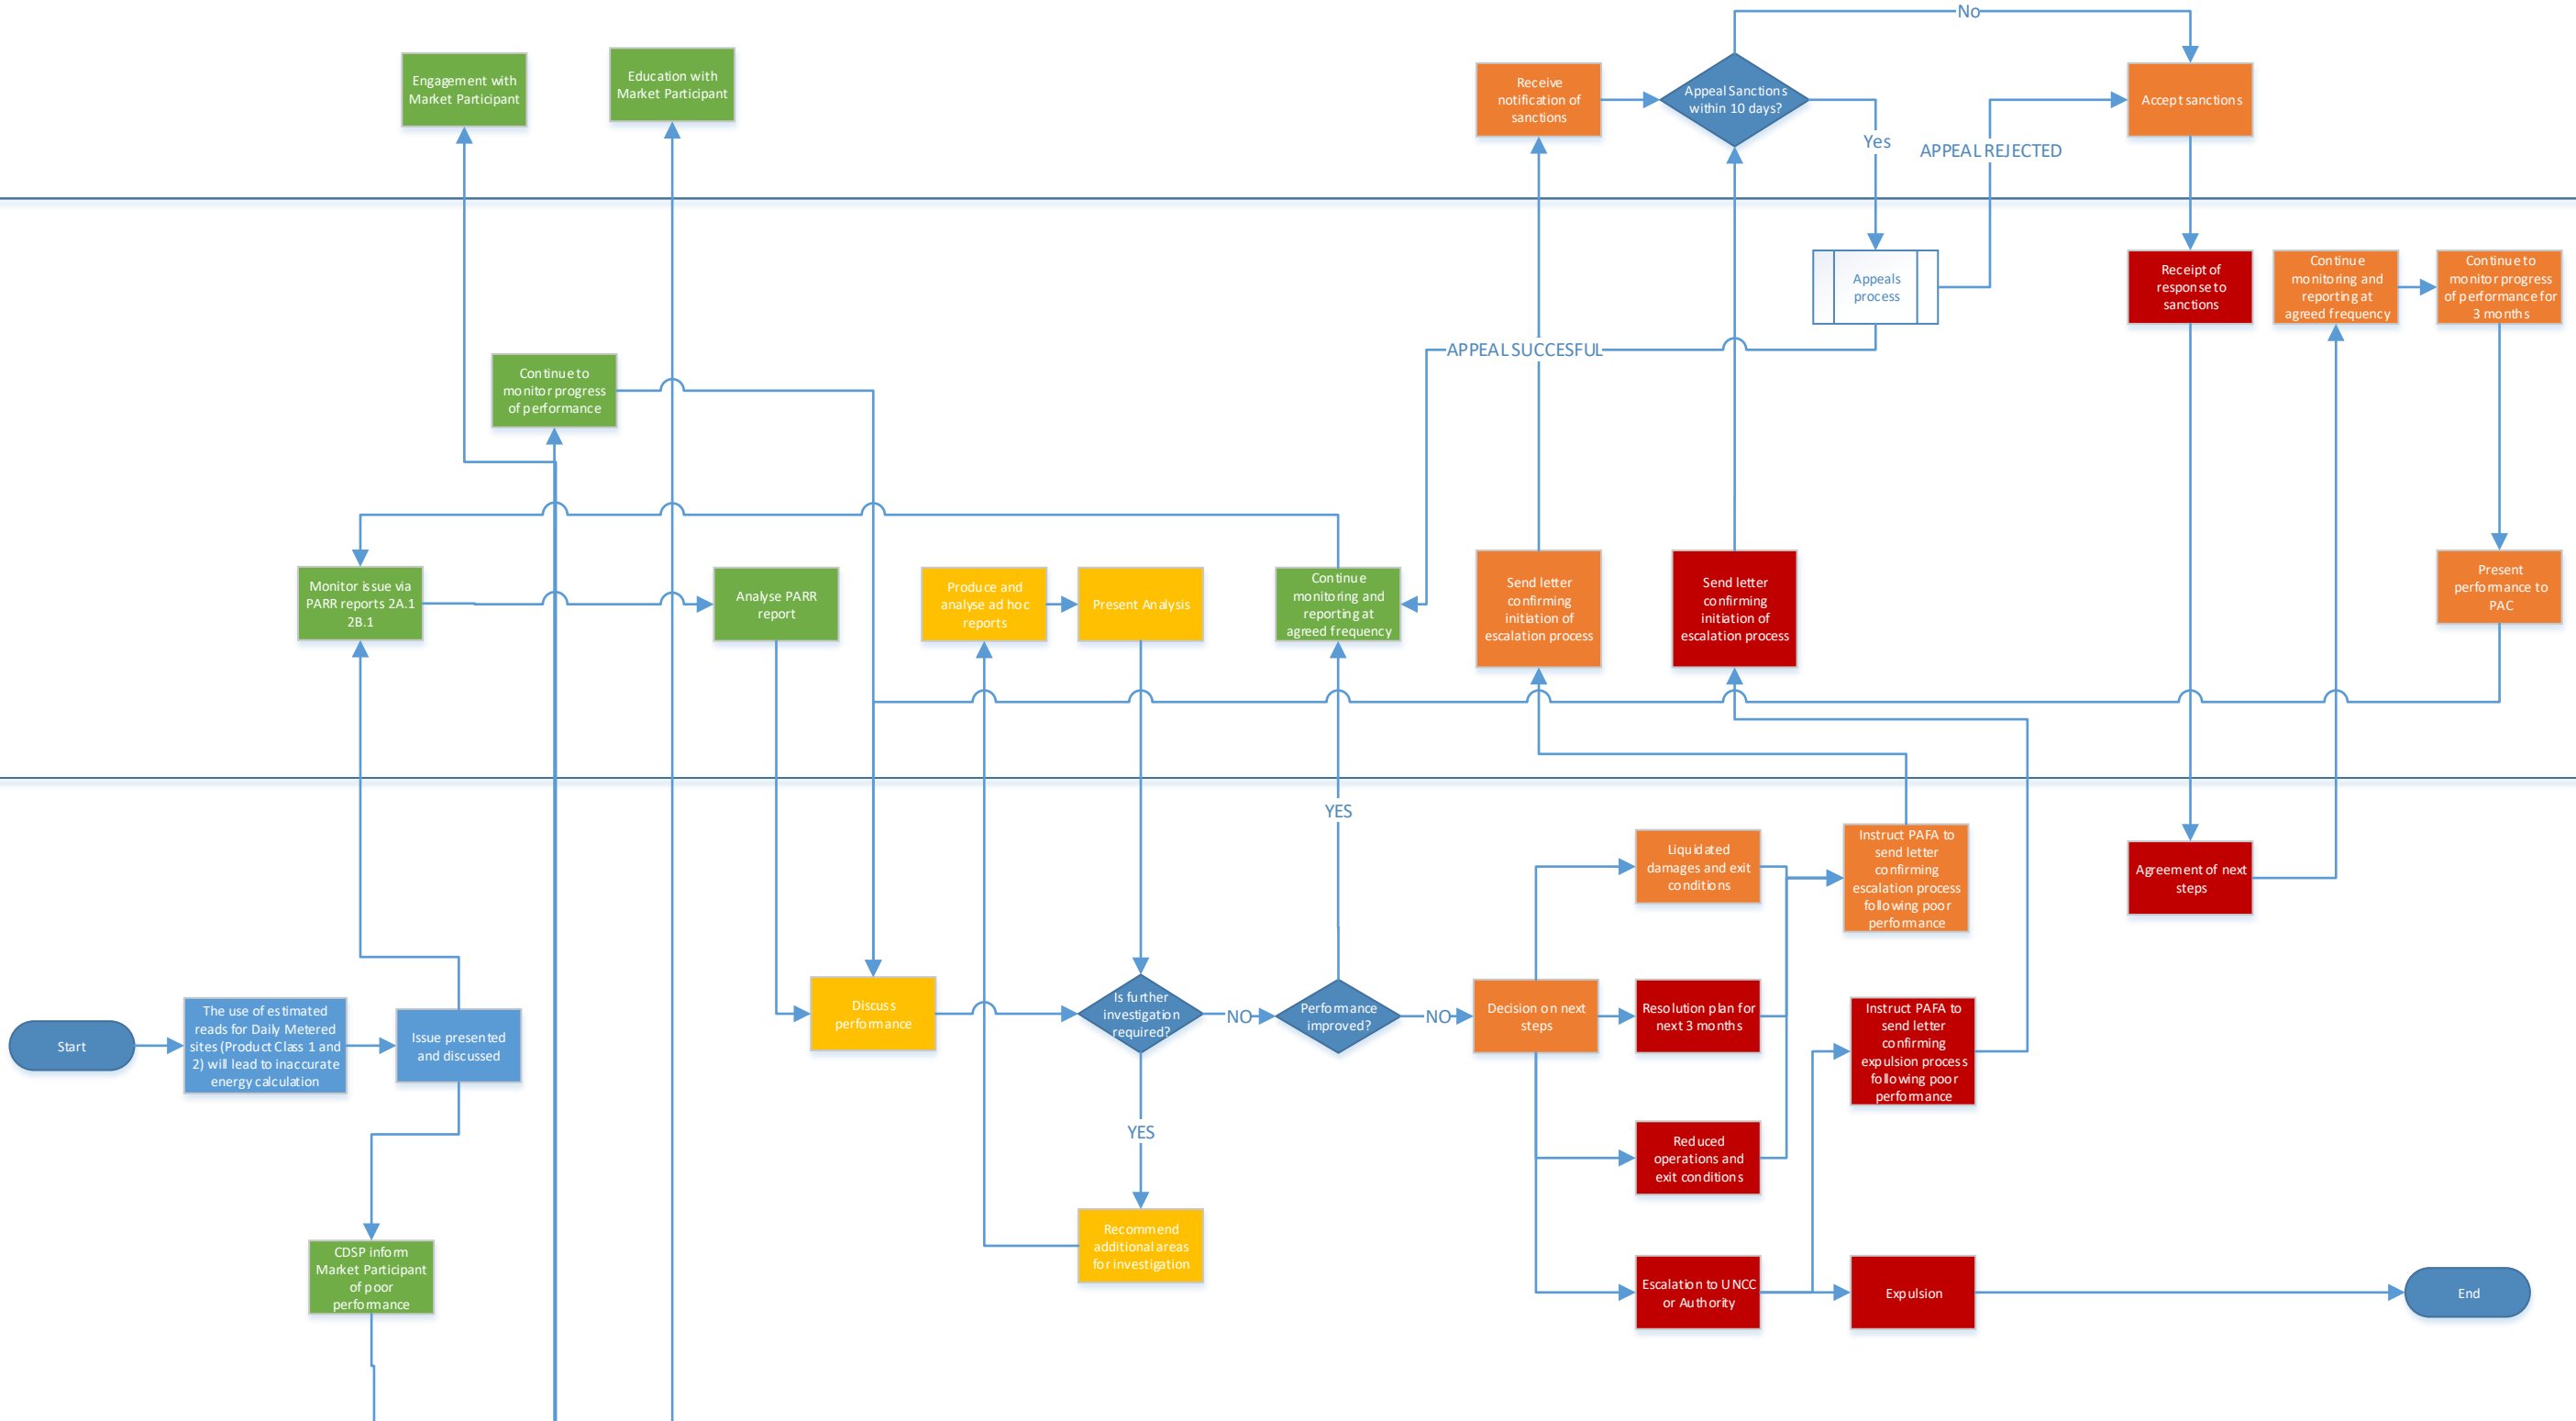 No
Engagement with
Market Participant
Education with
Market Participant
Receive
notification of
sanctions
Appeal Sanctions
within 10 days?
Accept sanctions
Yes
APPEAL REJECTED
Appeals
process
Receipt of
response to
sanctions
Continue
monitoring and
reporting at
agreed frequency
Continue to
monitor progress
of performance for
3 months
APPEAL SUCCESFUL
Continue to
monitor progress
of performance
Monitor issue via
PARR reports 2A.1
2B.1
Analyse PARR
report
Produce and
analyse ad hoc
reports
Present Analysis
Continue
monitoring and
reporting at
agreed frequency
Send letter
confirming
initiation of
escalation process
Send letter
confirming
initiation of
escalation process
Present
performance to
PAC
YES
Liquidated
damages and exit
conditions
Instruct PAFA to
send letter
confirming
escalation process
following poor
performance
Agreement of next
steps
Start
The use of estimated
reads for Daily Metered
sites (Product Class 1 and
2) will lead to inaccurate
energy calculation
Issue presented
and discussed
Discuss
performance
Is further
investigation
required?
NO
Performance
improved?
NO
Decision on next
steps
Resolution plan for
next 3 months
Instruct PAFA to
send letter
confirming
expulsion process
following poor
performance
YES
Reduced
operations and
exit conditions
Recommend
additional areas
for investigation
CDSP inform
Market Participant
of poor
performance
Escalation to UNCC
or Authority
Expulsion
End